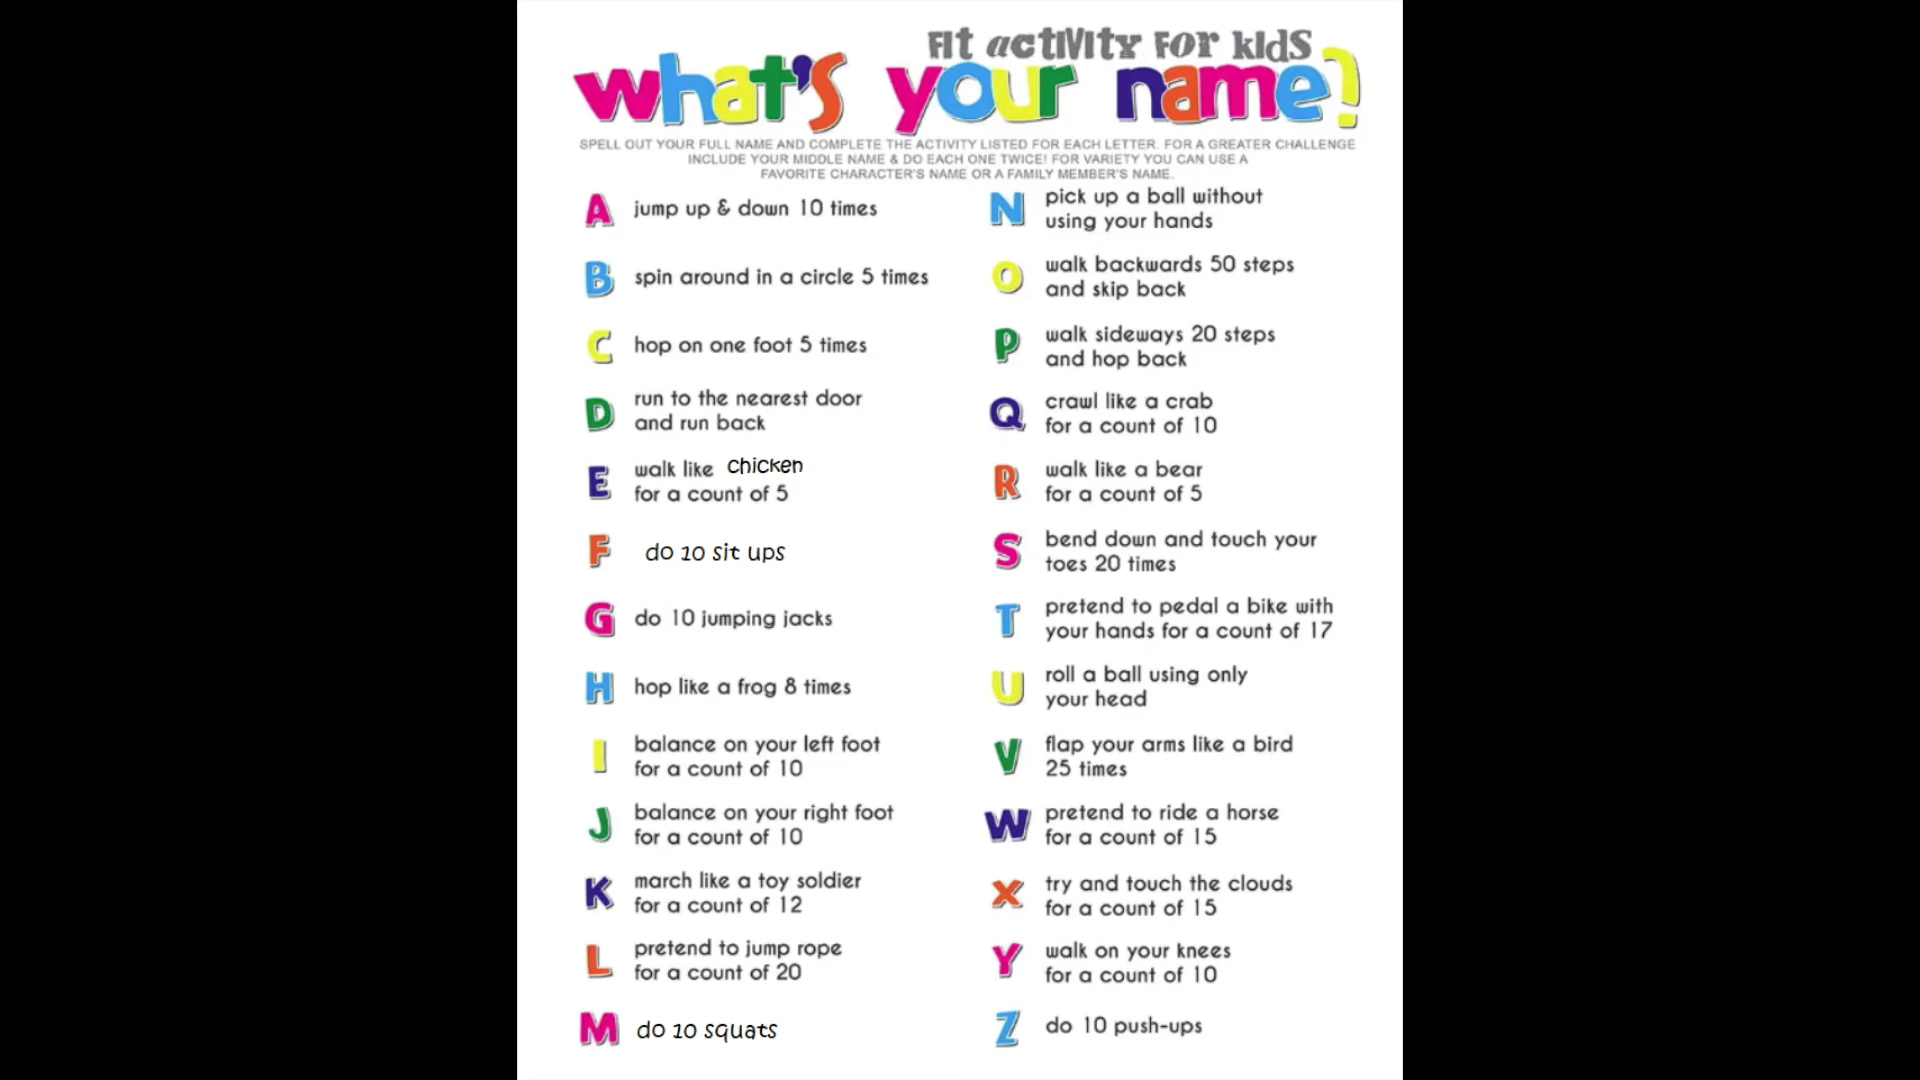 Fit activity for kids
what's your name?
SPELL OUT YOUR FULL NAME AND COMPLETE THE ACTIVITY LISTED FOR EACH LETTER. FOR A GREATER CHALLENGE
INCLUDE YOUR MIDDLE NAME & DO EACH ONE TWICE! FOR VARIETY YOU CAN USE A
FAVORITE CHARACTER'S NAME OR A FAMILY MEMBER'S NAME.
A jump up & down 10 times
B spin around in a circle 5 times
C hop on one foot 5 times
D run to the nearest door
and run back
E walk like chicken
for a count of 5
F do 10 sit ups
G do 10 jumping jacks
H hop like a frog 8 times
I balance on your left foot
for a count of 10
J balance on your right foot
for a count of 10
K march like a toy soldier
for a count of 12
L pretend to jump rope
for a count of 20
M do 10 squats
N pick up a ball without
using your hands
O walk backwards 50 steps
and skip back
P walk sideways 20 steps
and hop back
Q crawl like a crab
for a count of 10
R walk like a bear
for a count of 5
S bend down and touch your
toes 20 times
T pretend to pedal a bike with
your hands for a count of 17
U roll a ball using only
your head
V flap your arms like a bird
25 times
W pretend to ride a horse
for a count of 15
X try and touch the clouds
for a count of 15
Y walk on your knees
for a count of 10
Z do 10 push-ups